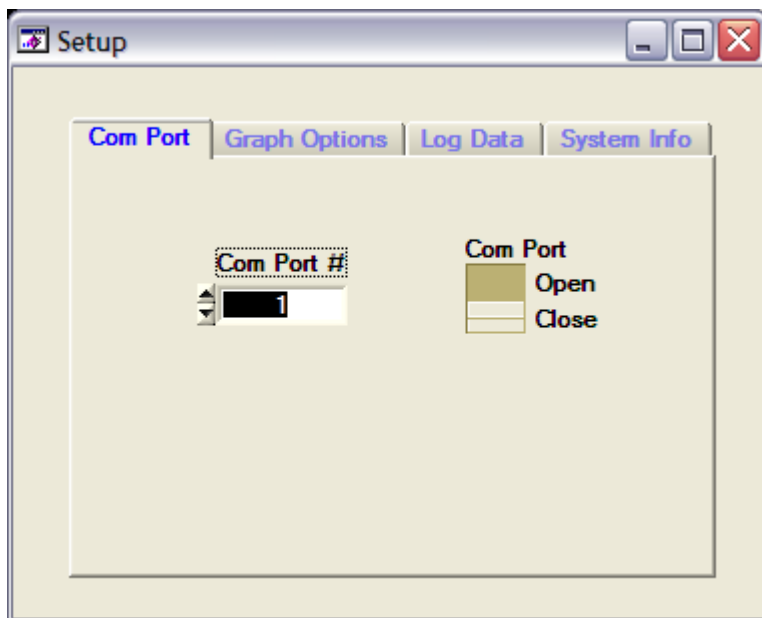 Setup
Com Port Graph Options Log Data System Info
Com Port #
1
Com Port
Open
Close